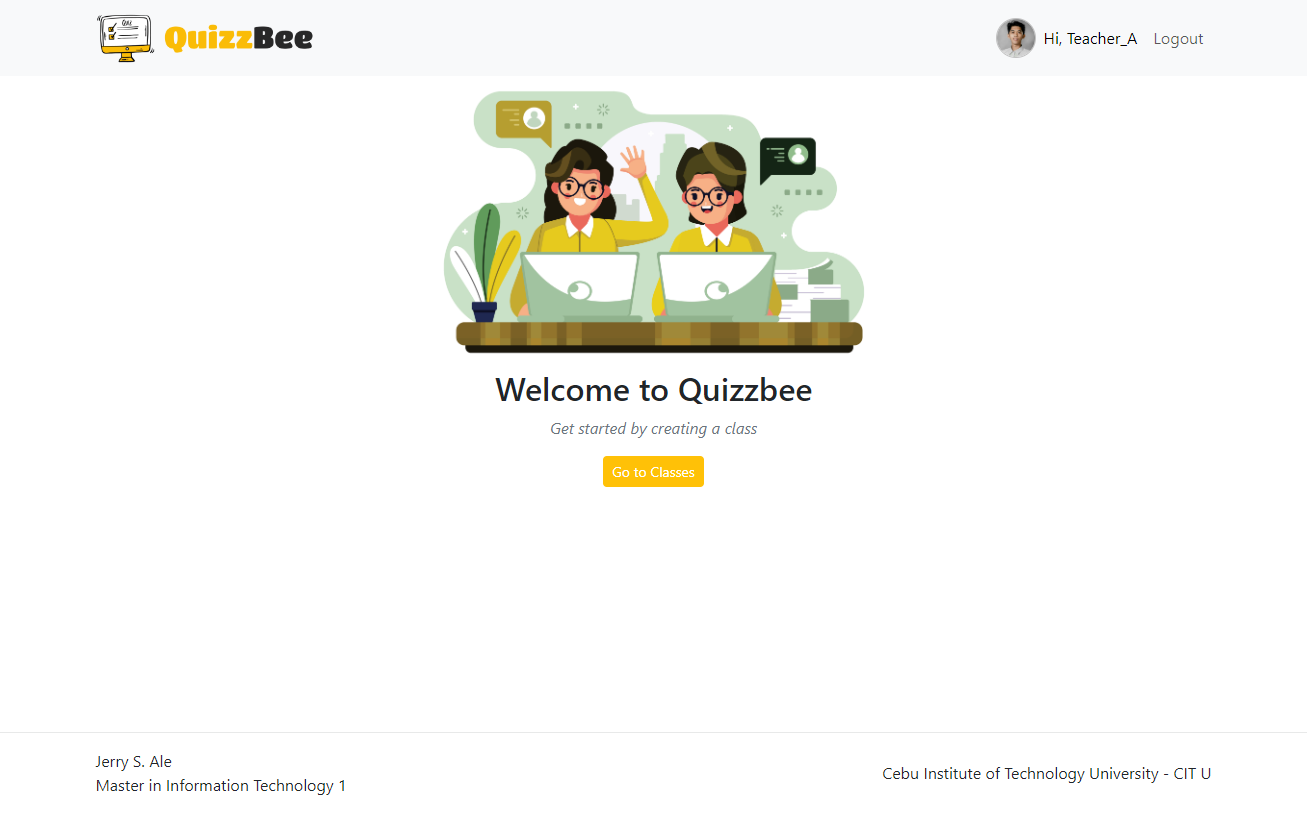 Quiz
QuizzBee
Hi, Teacher_A
Logout
Welcome to Quizzbee
Get started by creating a class
Go to Classes
Jerry S. Ale
Master in Information Technology 1
Cebu Institute of Technology University - CIT U